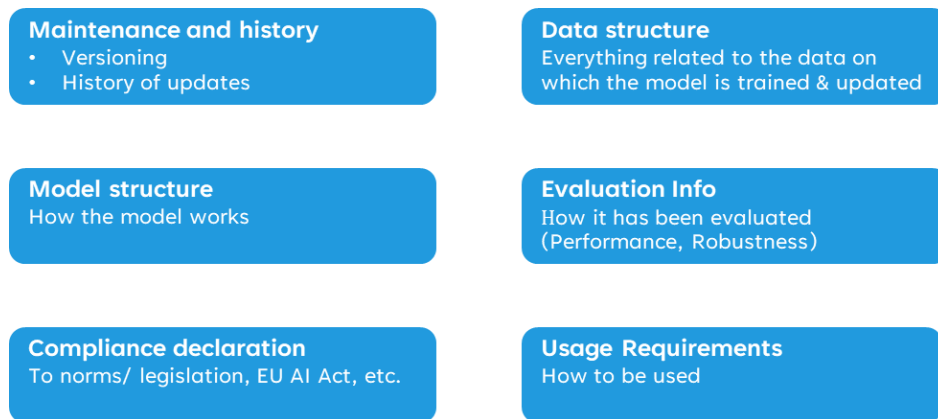 Maintenance and history
• Versioning
• History of updates
Data structure
Everything related to the data on
which the model is trained & updated
Model structure
How the model works
Evaluation Info
How it has been evaluated
(Performance, Robustness)
Compliance declaration
To norms/ legislation, EU AI Act, etc.
Usage Requirements
How to be used